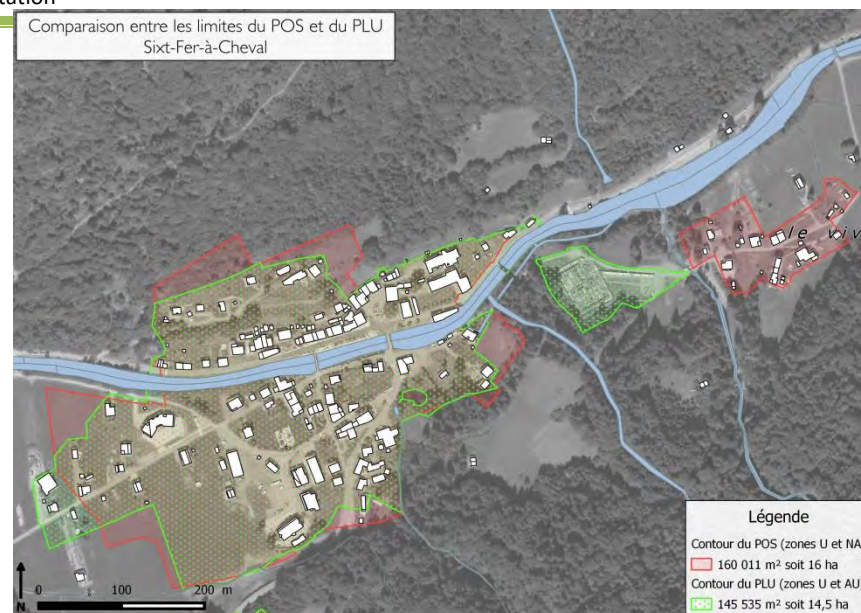 Comparaison entre les limites du POS et du PLU
Sixt-Fer-à-Cheval
le viv
Légende
Contour du POS (zones U et NA
160 011 m² soit 16 ha
Contour du PLU (zones U et AU
145 535 m² soit 14,5 ha
N
0 100 200 m